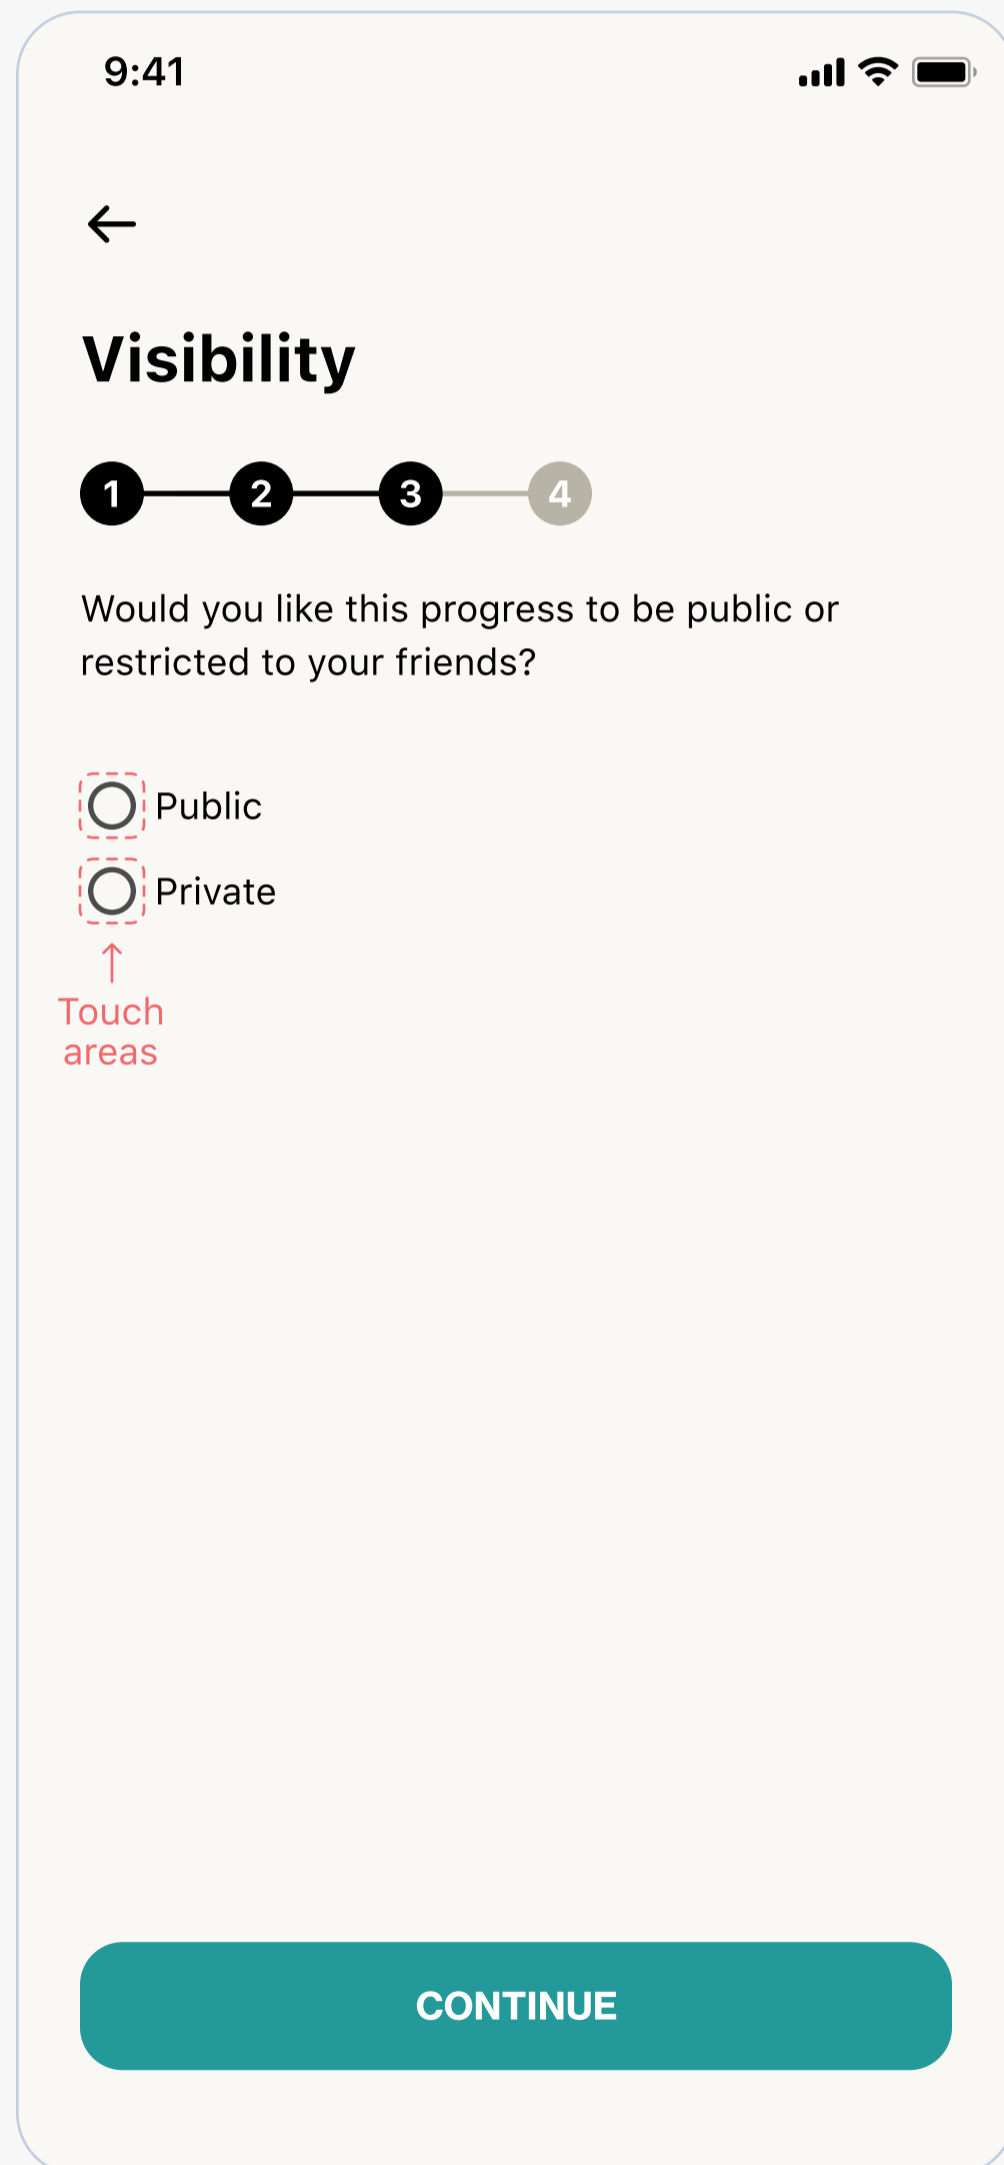 9:41
Visibility
1 2 3 4
Would you like this progress to be public or
restricted to your friends?
Public
Private
Touch
areas
CONTINUE